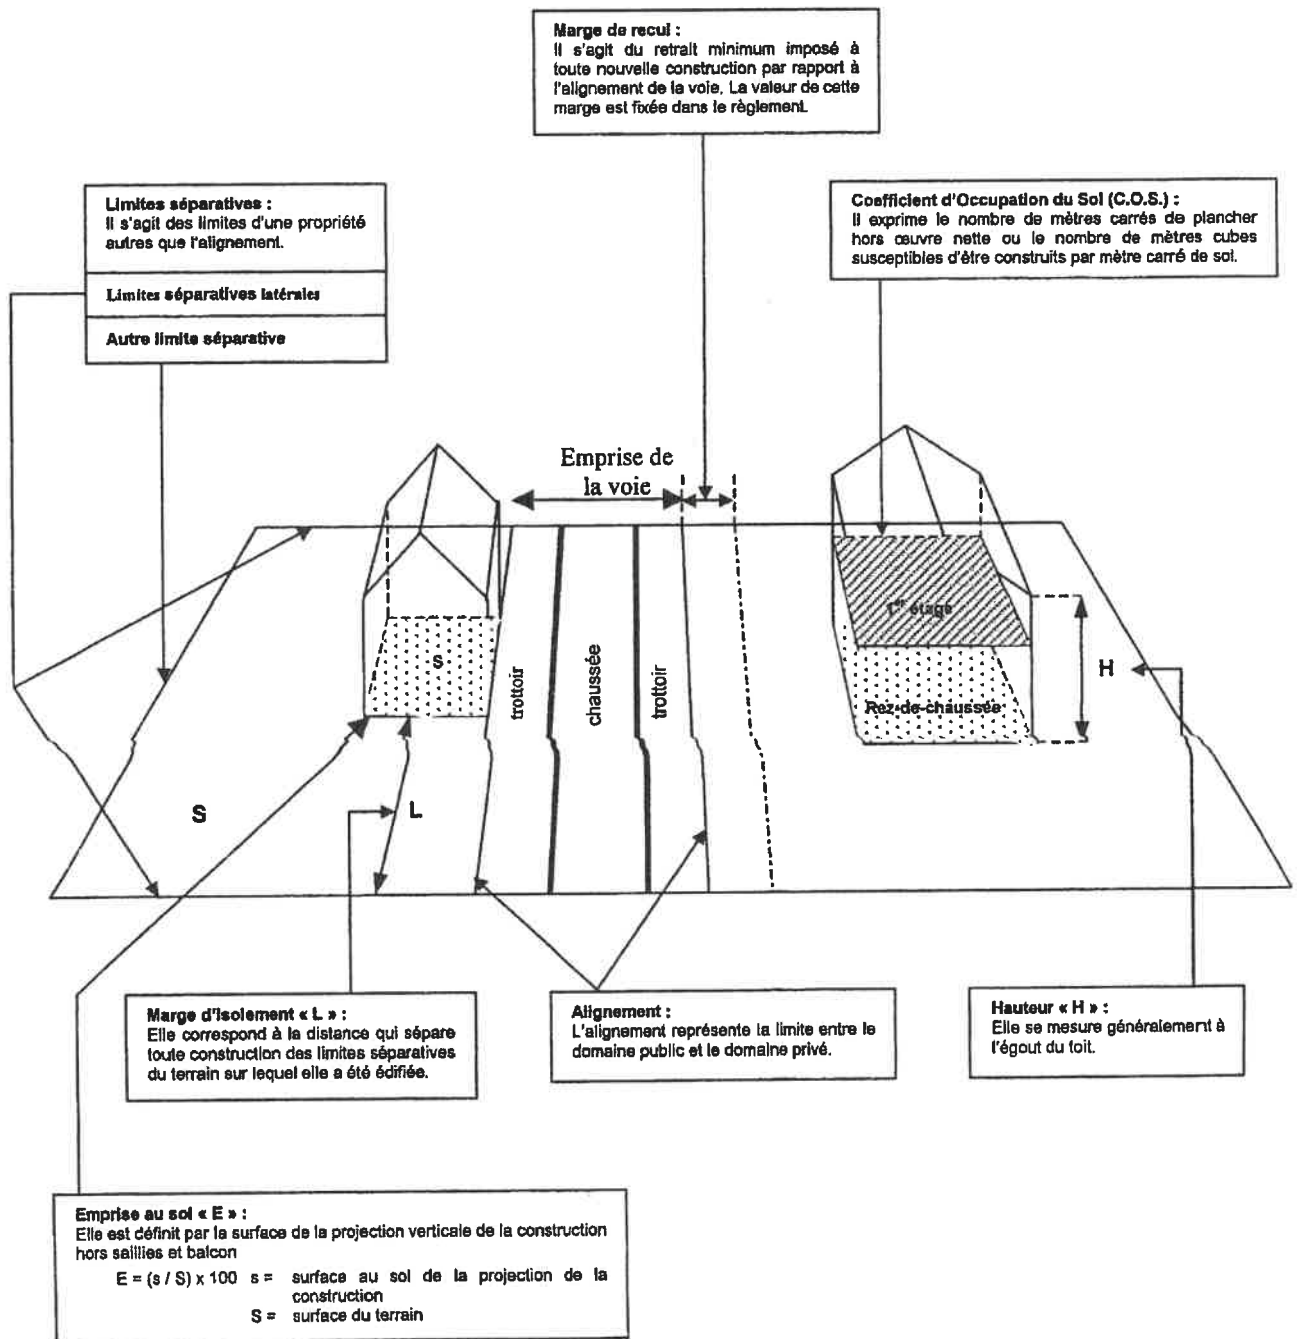 Marge de recul :
Il s'agit du retrait minimum imposé à
toute nouvelle construction par rapport à
l'alignement de la voie. La valeur de cette
marge est fixée dans le règlement.
Limites séparatives :
Il s'agit des limites d'une propriété
autres que l'alignement.
Limites séparatives latérales
Autre limite séparative
Coefficient d'Occupation du Sol (C.O.S.) :
Il exprime le nombre de mètres carrés de plancher
hors œuvre nette ou le nombre de mètres cubes
susceptibles d'être construits par mètre carré de sol.
Emprise de
la voie
s
trottoir
chaussée
trottoir
1er étage
Rez-de-chaussée
H
S
L
Marge d'Isolement « L » :
Elle correspond à la distance qui sépare
toute construction des limites séparatives
du terrain sur lequel elle a été édifiée.
Alignement :
L'alignement représente la limite entre le
domaine public et le domaine privé.
Hauteur « H » :
Elle se mesure généralement à
l'égout du toit.
Emprise au sol « E » :
Elle est définit par la surface de la projection verticale de la construction
hors saillies et balcon
E = (s / S) x 100 s = surface au sol de la projection de la
construction
S = surface du terrain